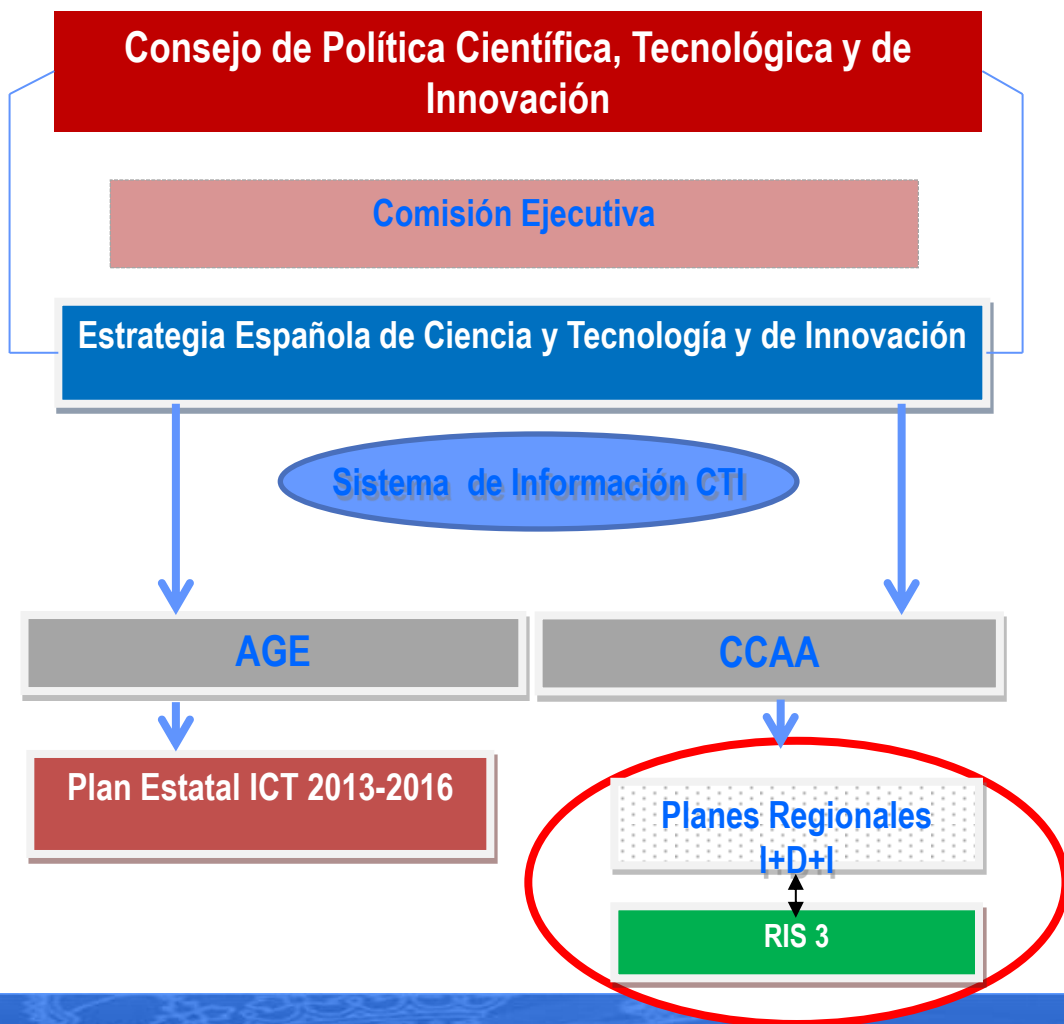 Consejo de Política Científica, Tecnológica y de
Innovación
Comisión Ejecutiva
Estrategia Española de Ciencia y Tecnología y de Innovación
Sistema de Información CTI
AGE
CCAA
Plan Estatal ICT 2013-2016
Planes Regionales
I+D+I
RIS 3